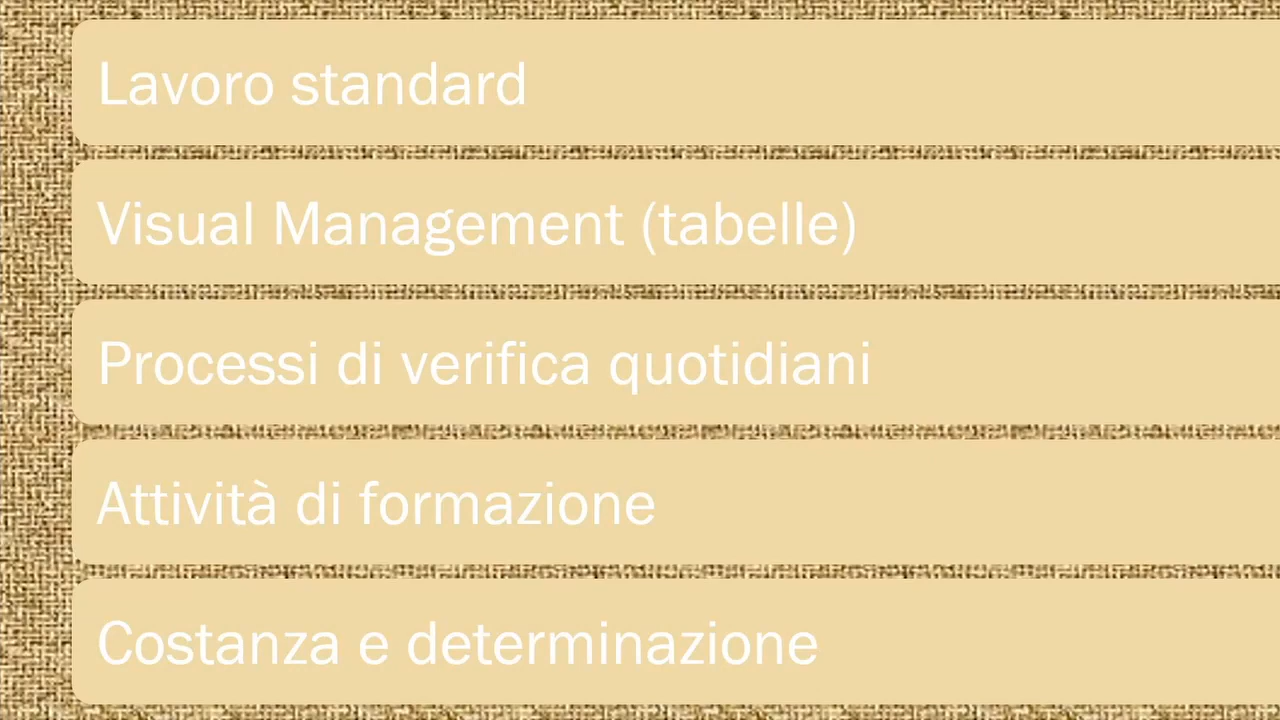 Lavoro standard
Visual Management (tabelle)
Processi di verifica quotidiani
Attività di formazione
Costanza e determinazione